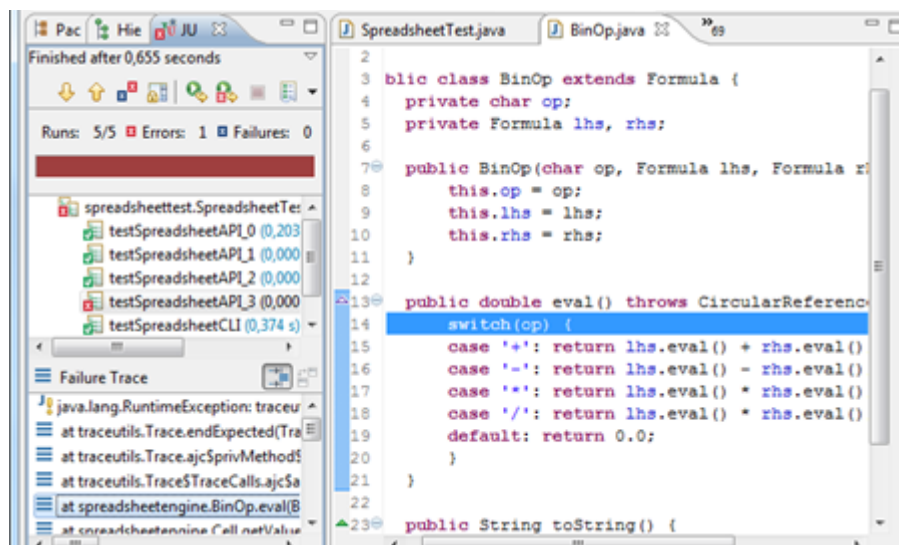 Pac Hie JU
Finished after 0,655 seconds
Runs: 5/5 Errors: 1 Failures: 0
spreadsheettest.SpreadsheetTes
testSpreadsheetAPI_0 (0,203
testSpreadsheetAPI_1 (0,000
testSpreadsheetAPI_2 (0,000
testSpreadsheetAPI_3 (0,000
testSpreadsheetCLI (0,374 s)
Failure Trace
java.lang.RuntimeException: traceu
at traceutils.Trace.endExpected(Tra
at traceutils.Trace.ajc$privMethod$
at traceutils.Trace$TraceCalls.ajc$a
at spreadsheetengine.BinOp.eval(B
at spreadsheetengine.Cell.getValue
SpreadsheetTest.java BinOp.java »69
2
3 blic class BinOp extends Formula {
4 private char op;
5 private Formula lhs, rhs;
6
7 public BinOp(char op, Formula lhs, Formula rh
8 this.op = op;
9 this.lhs = lhs;
10 this.rhs = rhs;
11 }
12
13 public double eval() throws CircularReference
14 switch(op) {
15 case '+': return lhs.eval() + rhs.eval()
16 case '-': return lhs.eval() - rhs.eval()
17 case '*': return lhs.eval() * rhs.eval()
18 case '/': return lhs.eval() * rhs.eval()
19 default: return 0.0;
20 }
21 }
22
23 public String toString() {